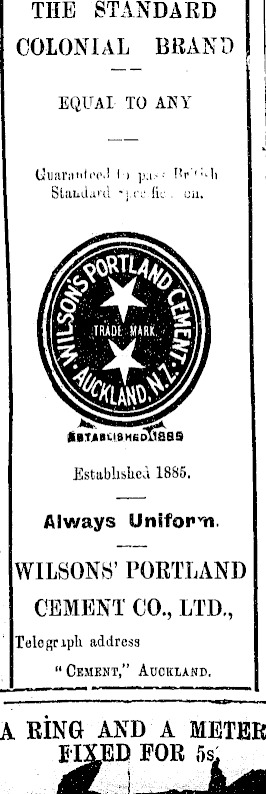 THE STANDARD
COLONIAL BRAND
EQUAL TO ANY
Guaranteed to pass British
Standard
WILSON'S PORTLAND CEMENT.
TRADE MARK.
AUCKLAND, N.Z.
ESTABLISHED 1885
Established 1885.
Always Uniform.
WILSONS' PORTLAND
CEMENT CO., LTD.,
Telegraph address
"CEMENT," AUCKLAND.
A RING AND A METER
FIXED FOR 5s